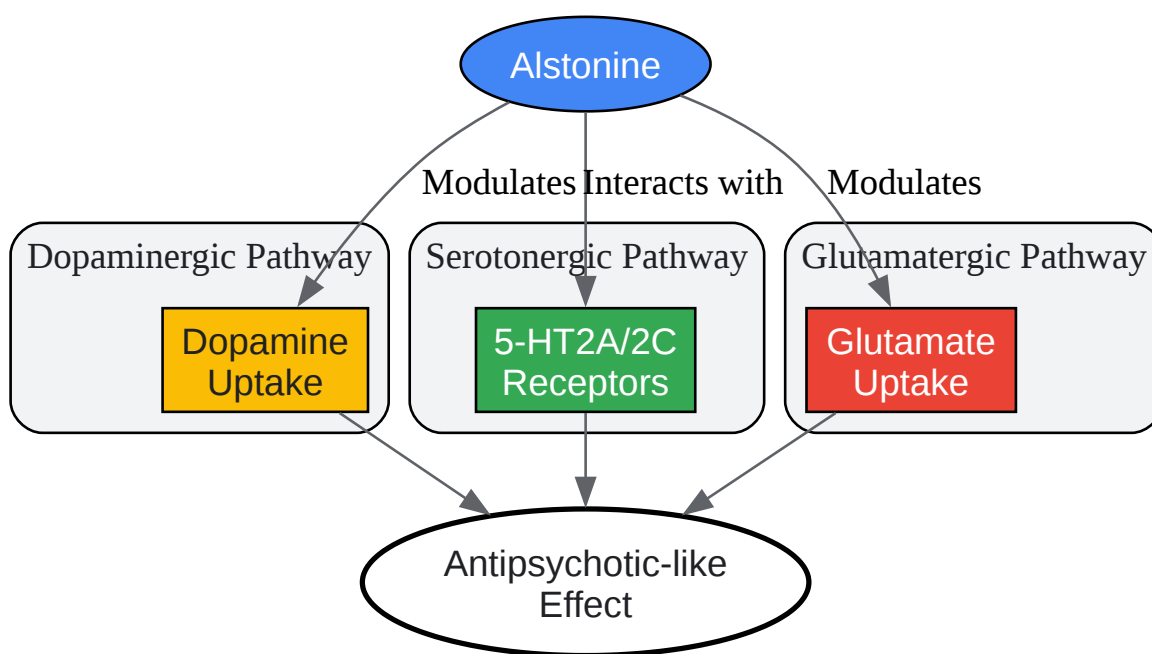 Alstonine
Modulates
Interacts with
Modulates
Dopaminergic Pathway
Serotonergic Pathway
Glutamatergic Pathway
Dopamine
Uptake
5-HT2A/2C
Receptors
Glutamate
Uptake
Antipsychotic-like
Effect